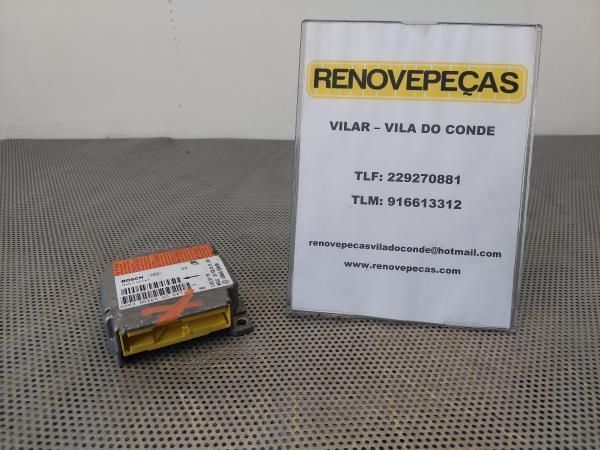 RENOVEPEÇAS
VILAR – VILA DO CONDE
TLF: 229270881
TLM: 916613312
renovepecasviladoconde@hotmail.com
www.renovepecas.com
BOSCH